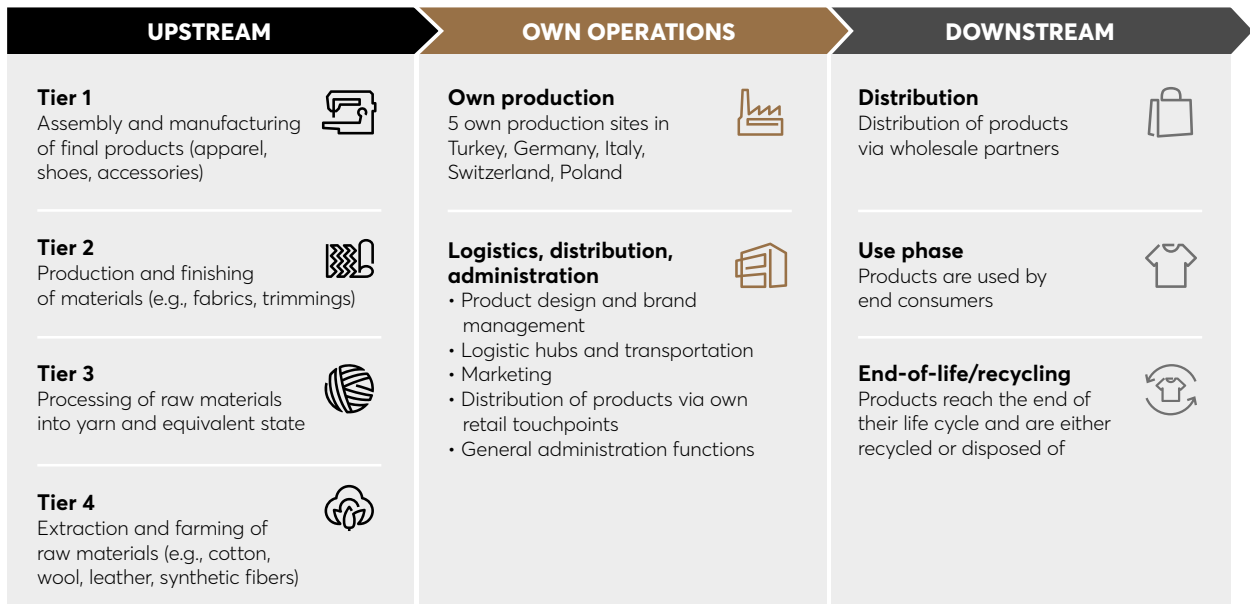 UPSTREAM
Tier 1
Assembly and manufacturing
of final products (apparel,
shoes, accessories)
Tier 2
Production and finishing
of materials (e.g., fabrics, trimmings)
Tier 3
Processing of raw materials
into yarn and equivalent state
Tier 4
Extraction and farming of
raw materials (e.g., cotton,
wool, leather, synthetic fibers)
OWN OPERATIONS
Own production
5 own production sites in
Turkey, Germany, Italy,
Switzerland, Poland
Logistics, distribution,
administration
• Product design and brand
management
• Logistic hubs and transportation
• Marketing
• Distribution of products via own
retail touchpoints
• General administration functions
DOWNSTREAM
Distribution
Distribution of products
via wholesale partners
Use phase
Products are used by
end consumers
End-of-life/recycling
Products reach the end of
their life cycle and are either
recycled or disposed of